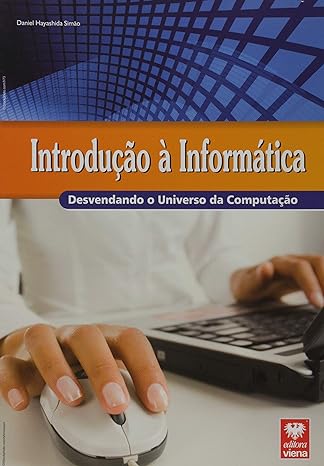 Daniel Hayashida Simão
Introdução à Informática
Desvendando o Universo da Computação
editora
viena